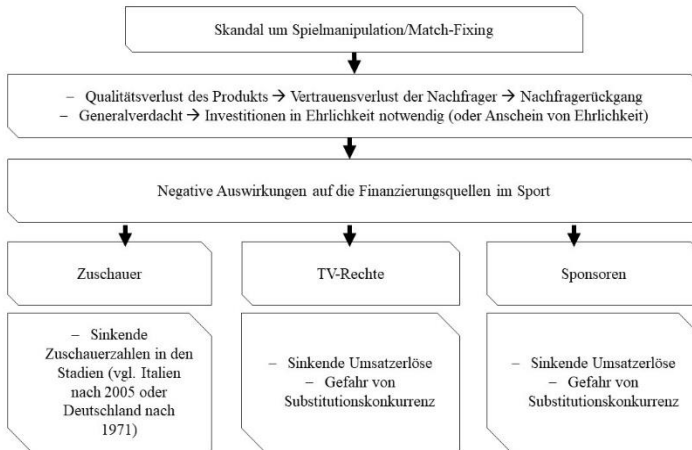 Skandal um Spielmanipulation/Match-Fixing
– Qualitätsverlust des Produkts → Vertrauensverlust der Nachfrager → Nachfragerückgang
– Generalverdacht → Investitionen in Ehrlichkeit notwendig (oder Anschein von Ehrlichkeit)
Negative Auswirkungen auf die Finanzierungsquellen im Sport
Zuschauer
TV-Rechte
Sponsoren
– Sinkende
Zuschauerzahlen in den
Stadien (vgl. Italien
nach 2005 oder
Deutschland nach
1971)
– Sinkende Umsatzerlöse
– Gefahr von
Substitutionskonkurrenz
– Sinkende Umsatzerlöse
– Gefahr von
Substitutionskonkurrenz